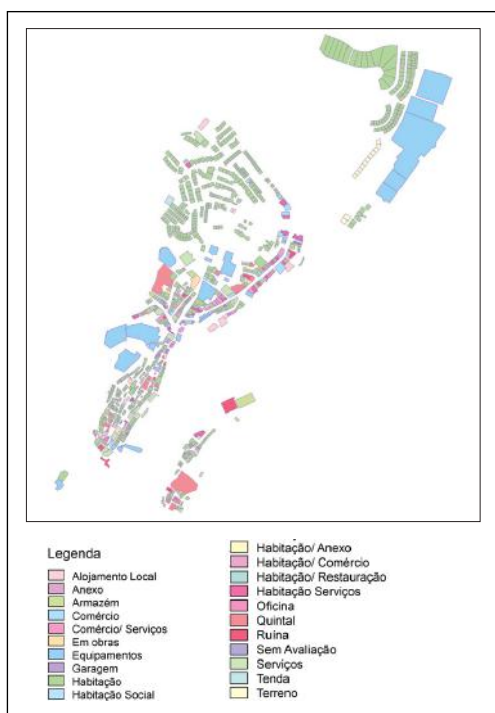 Legenda
Alojamento Local
Anexo
Armazém
Comércio
Comércio/ Serviços
Em obras
Equipamentos
Garagem
Habitação
Habitação Social
Habitação/ Anexo
Habitação/ Comércio
Habitação/ Restauração
Habitação Serviços
Oficina
Quintal
Ruína
Sem Avaliação
Serviços
Tenda
Terreno